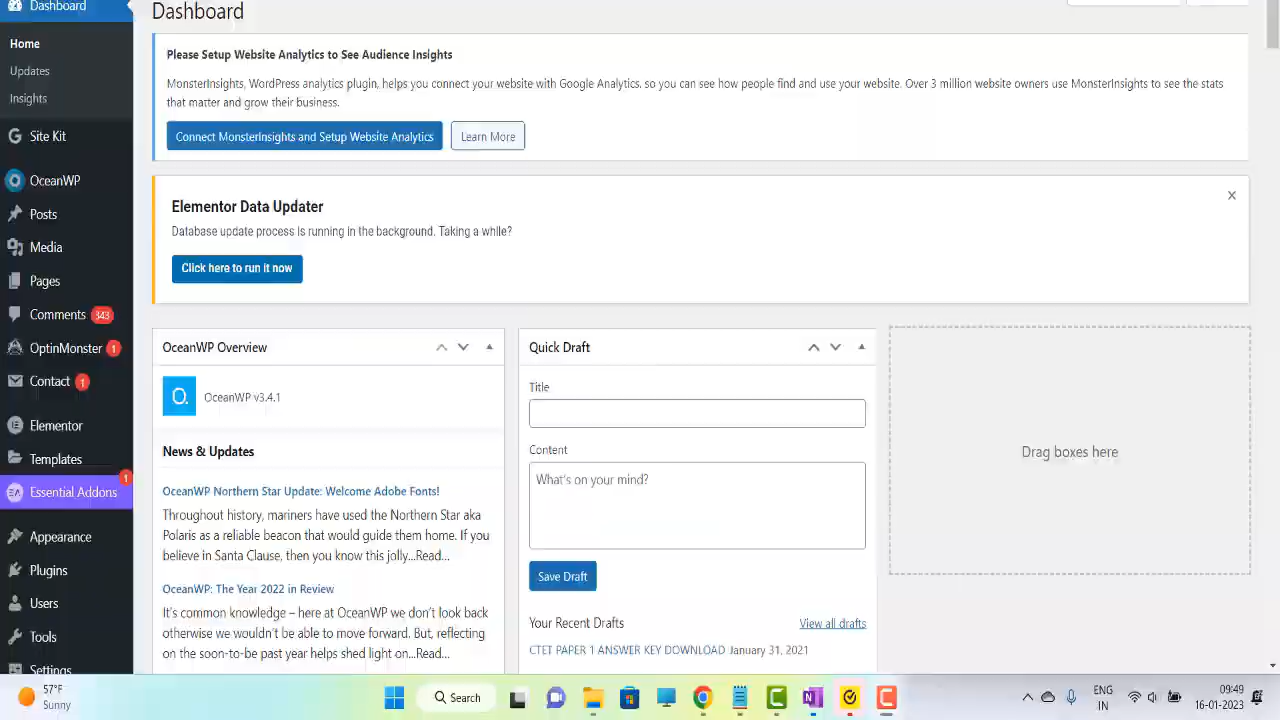 Dashboard
Home
Updates
Insights
Site Kit
OceanWP
Posts
Media
Pages
Comments 343
OptinMonster 1
Contact 1
Elementor
Templates
Essential Addons 1
Appearance
Plugins
Users
Tools
Settings
Dashboard
Please Setup Website Analytics to See Audience Insights
MonsterInsights, WordPress analytics plugin, helps you connect your website with Google Analytics, so you can see how people find and use your website. Over 3 million website owners use MonsterInsights to see the stats
that matter and grow their business.
Connect MonsterInsights and Setup Website Analytics
Learn More
Elementor Data Updater
Database update process is running in the background. Taking a while?
Click here to run it now
OceanWP Overview
O.
OceanWP v3.4.1
News & Updates
OceanWP Northern Star Update: Welcome Adobe Fonts!
Throughout history, mariners have used the Northern Star aka
Polaris as a reliable beacon that would guide them home. If you
believe in Santa Clause, then you know this jolly...Read...
OceanWP: The Year 2022 in Review
It's common knowledge – here at OceanWP we don't look back
otherwise we wouldn't be able to move forward. But, reflecting
on the soon-to-be past year helps shed light on...Read...
Quick Draft
Title
Content
What's on your mind?
Save Draft
Your Recent Drafts
View all drafts
CTET PAPER 1 ANSWER KEY DOWNLOAD January 31, 2021
Drag boxes here
57°F
Sunny
Search
ENG
IN
09:49
16-01-2023